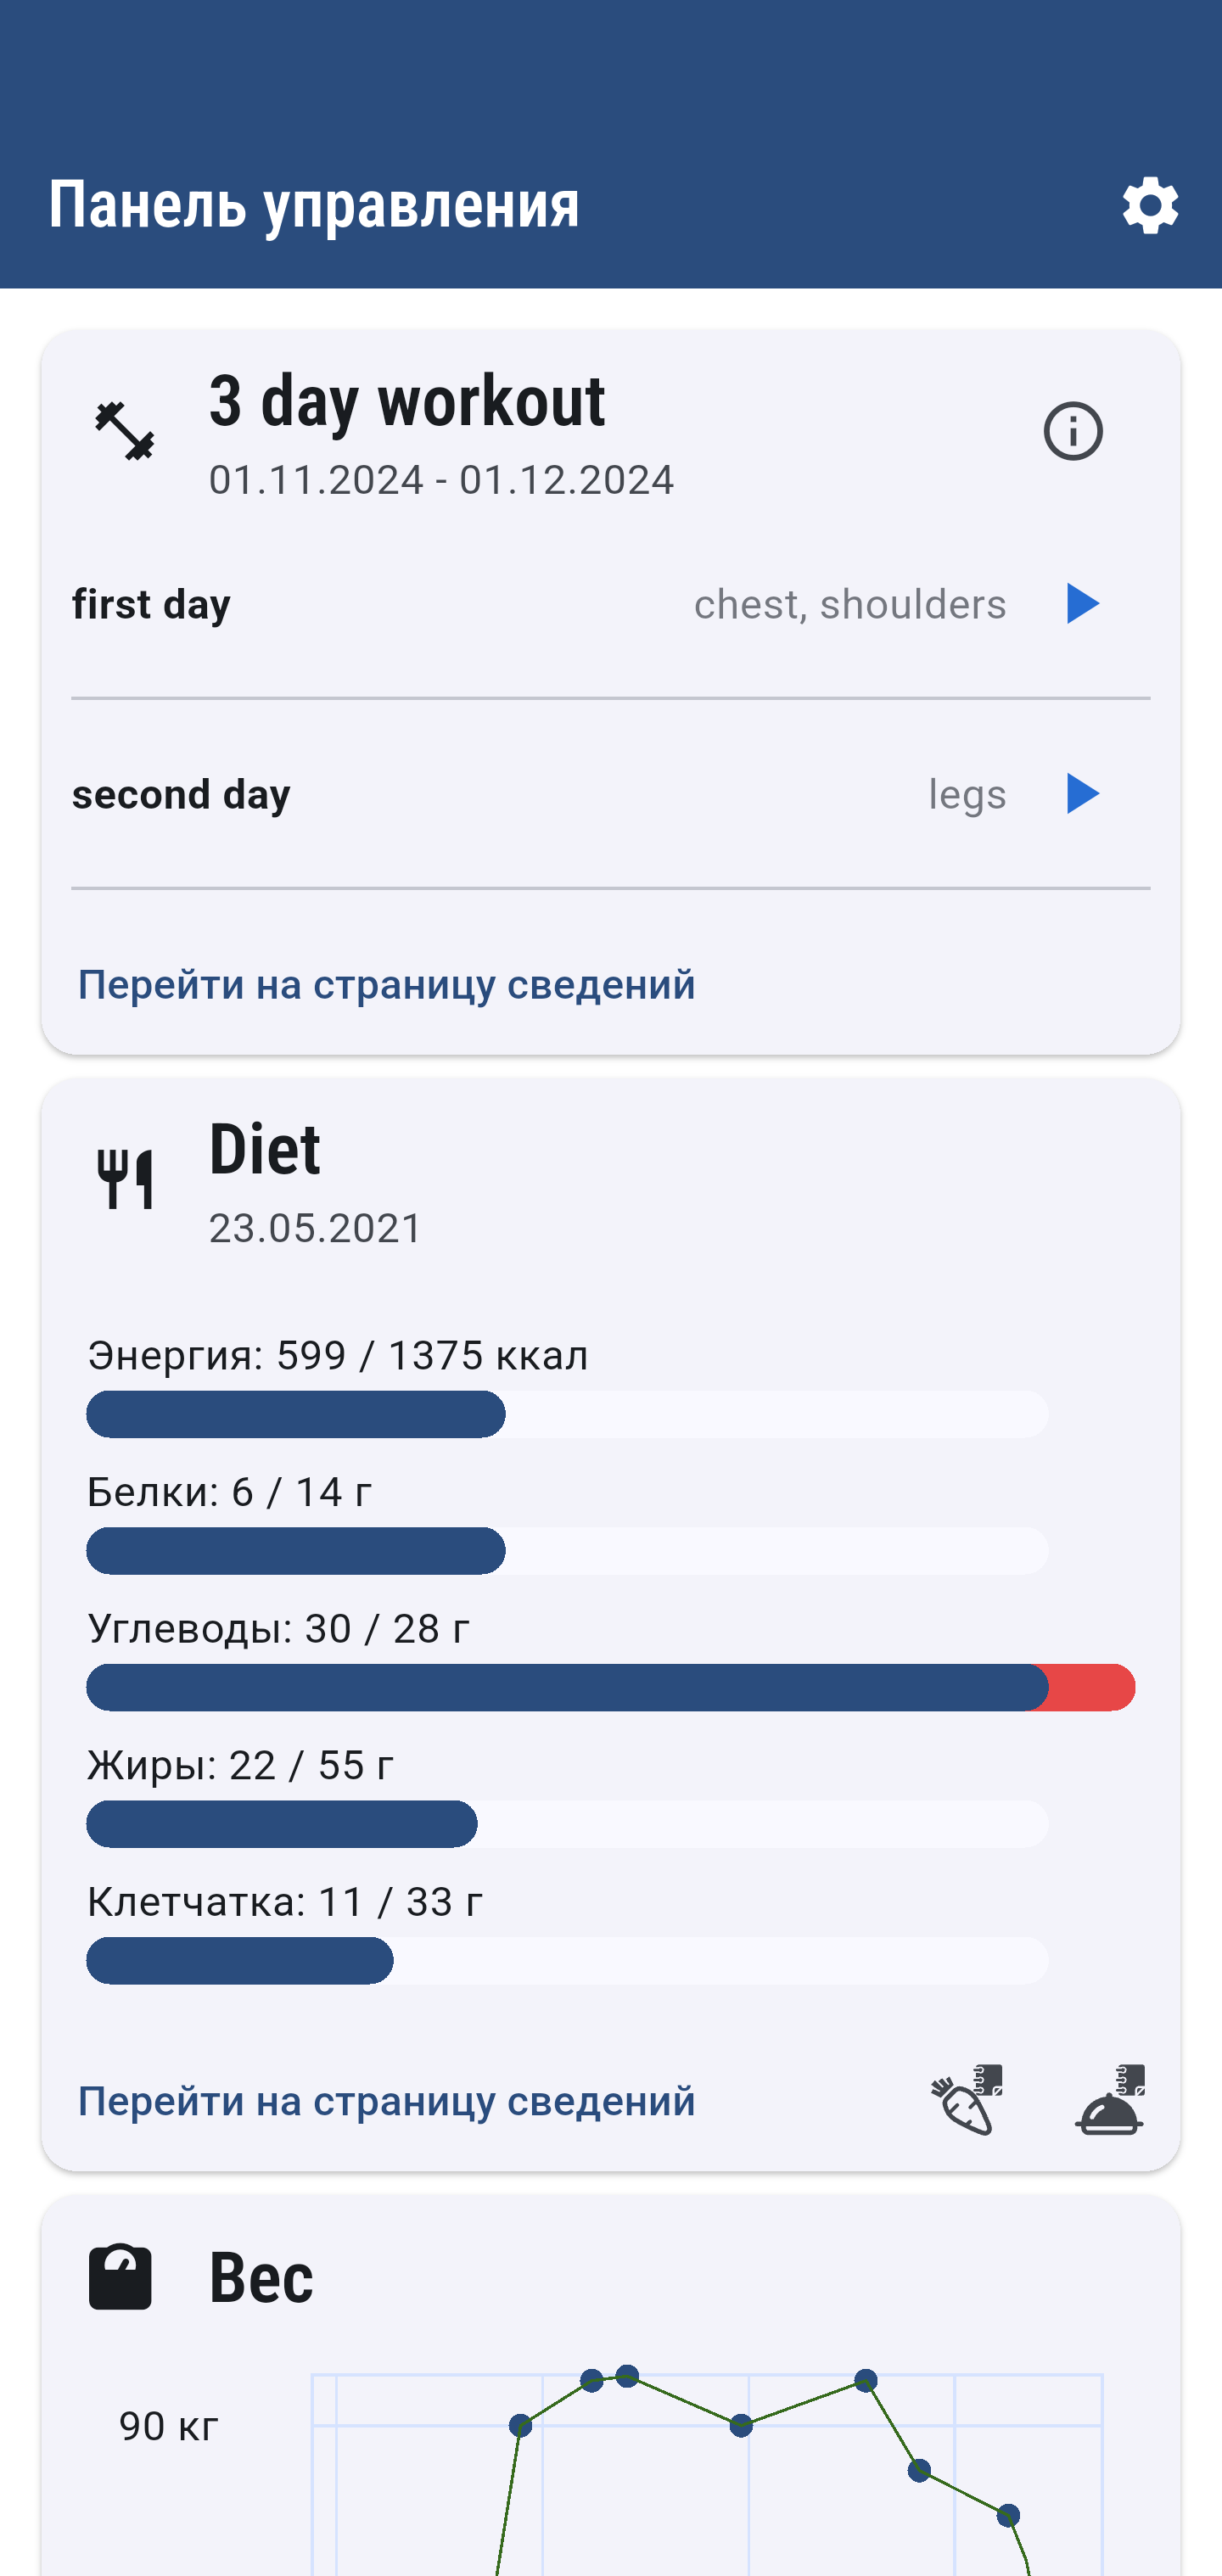 Панель управления
3 day workout
01.11.2024 - 01.12.2024
first day chest, shoulders
second day legs
Перейти на страницу сведений
Diet
23.05.2021
Энергия: 599 / 1375 ккал
Белки: 6 / 14 г
Углеводы: 30 / 28 г
Жиры: 22 / 55 г
Клетчатка: 11 / 33 г
Перейти на страницу сведений
Вес
90 кг